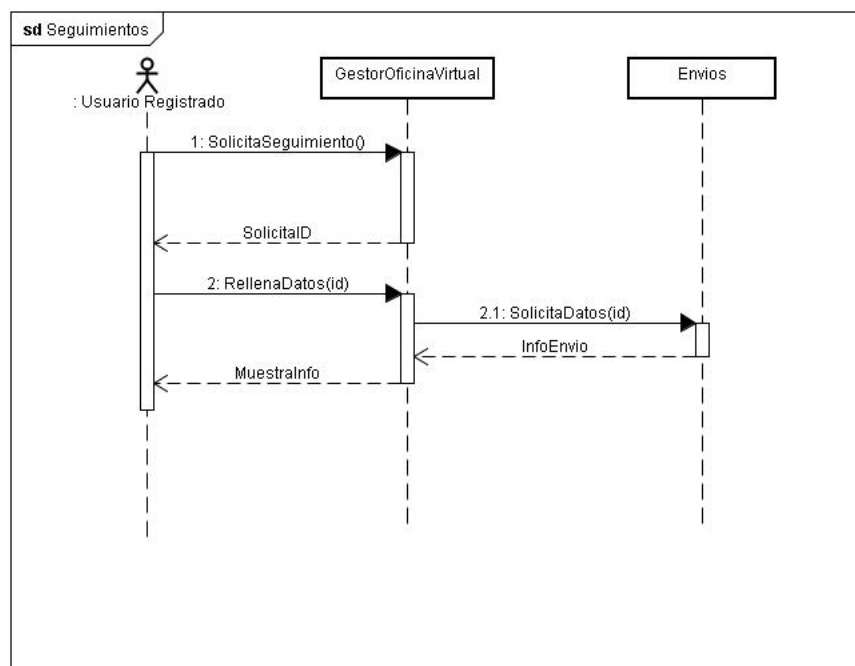 sd Seguimientos
: Usuario Registrado
GestorOficinaVirtual
Envios
1: SolicitaSeguimiento()
SolicitaID
2: RellenaDatos(id)
2.1: SolicitaDatos(id)
InfoEnvio
MuestraInfo